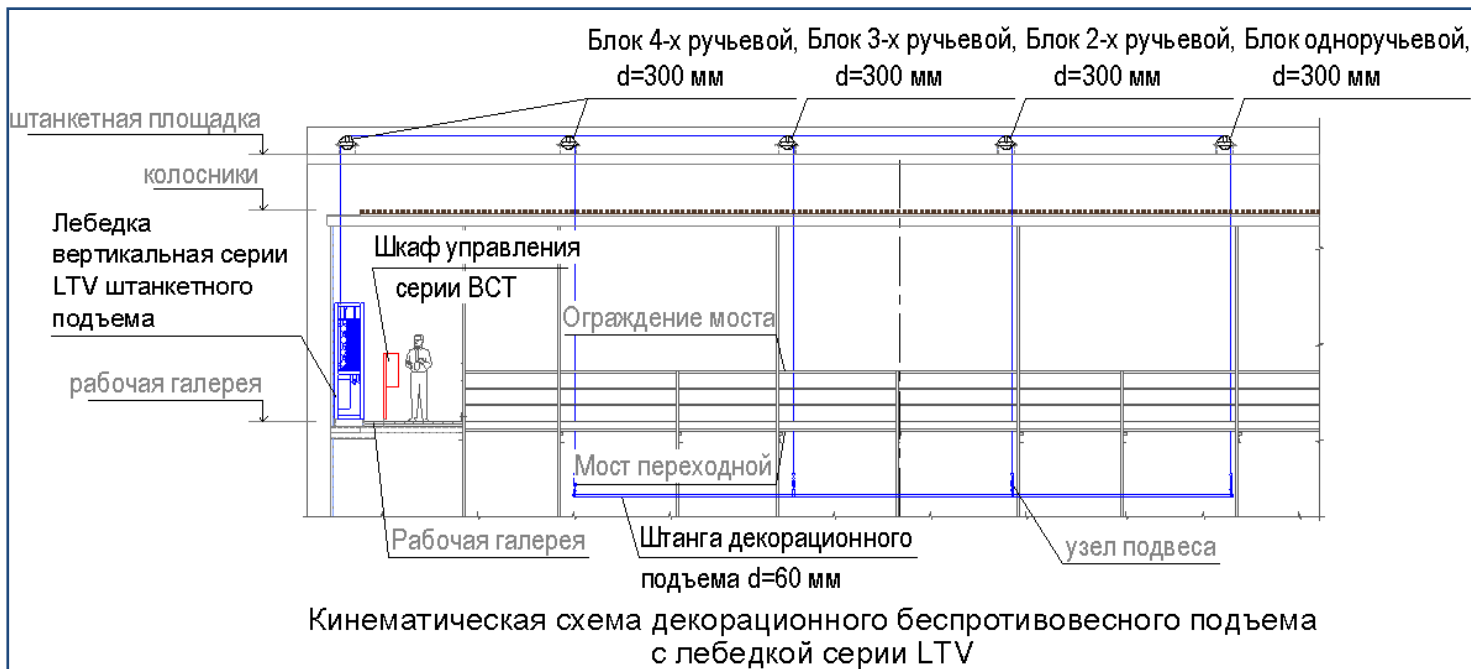 Блок 4-х ручьевой,
d=300 мм
Блок 3-х ручьевой,
d=300 мм
Блок 2-х ручьевой,
d=300 мм
Блок одноручьевой,
d=300 мм
штанкетная площадка
колосники
Лебедка
вертикальная серии
LTV штанкетного
подъема
Шкаф управления
серии ВСТ
Ограждение моста
рабочая галерея
Мост переходной
Рабочая галерея
Штанга декорационного
подъема d=60 мм
узел подвеса
Кинематическая схема декорационного беспротивовесного подъема
с лебедкой серии LTV